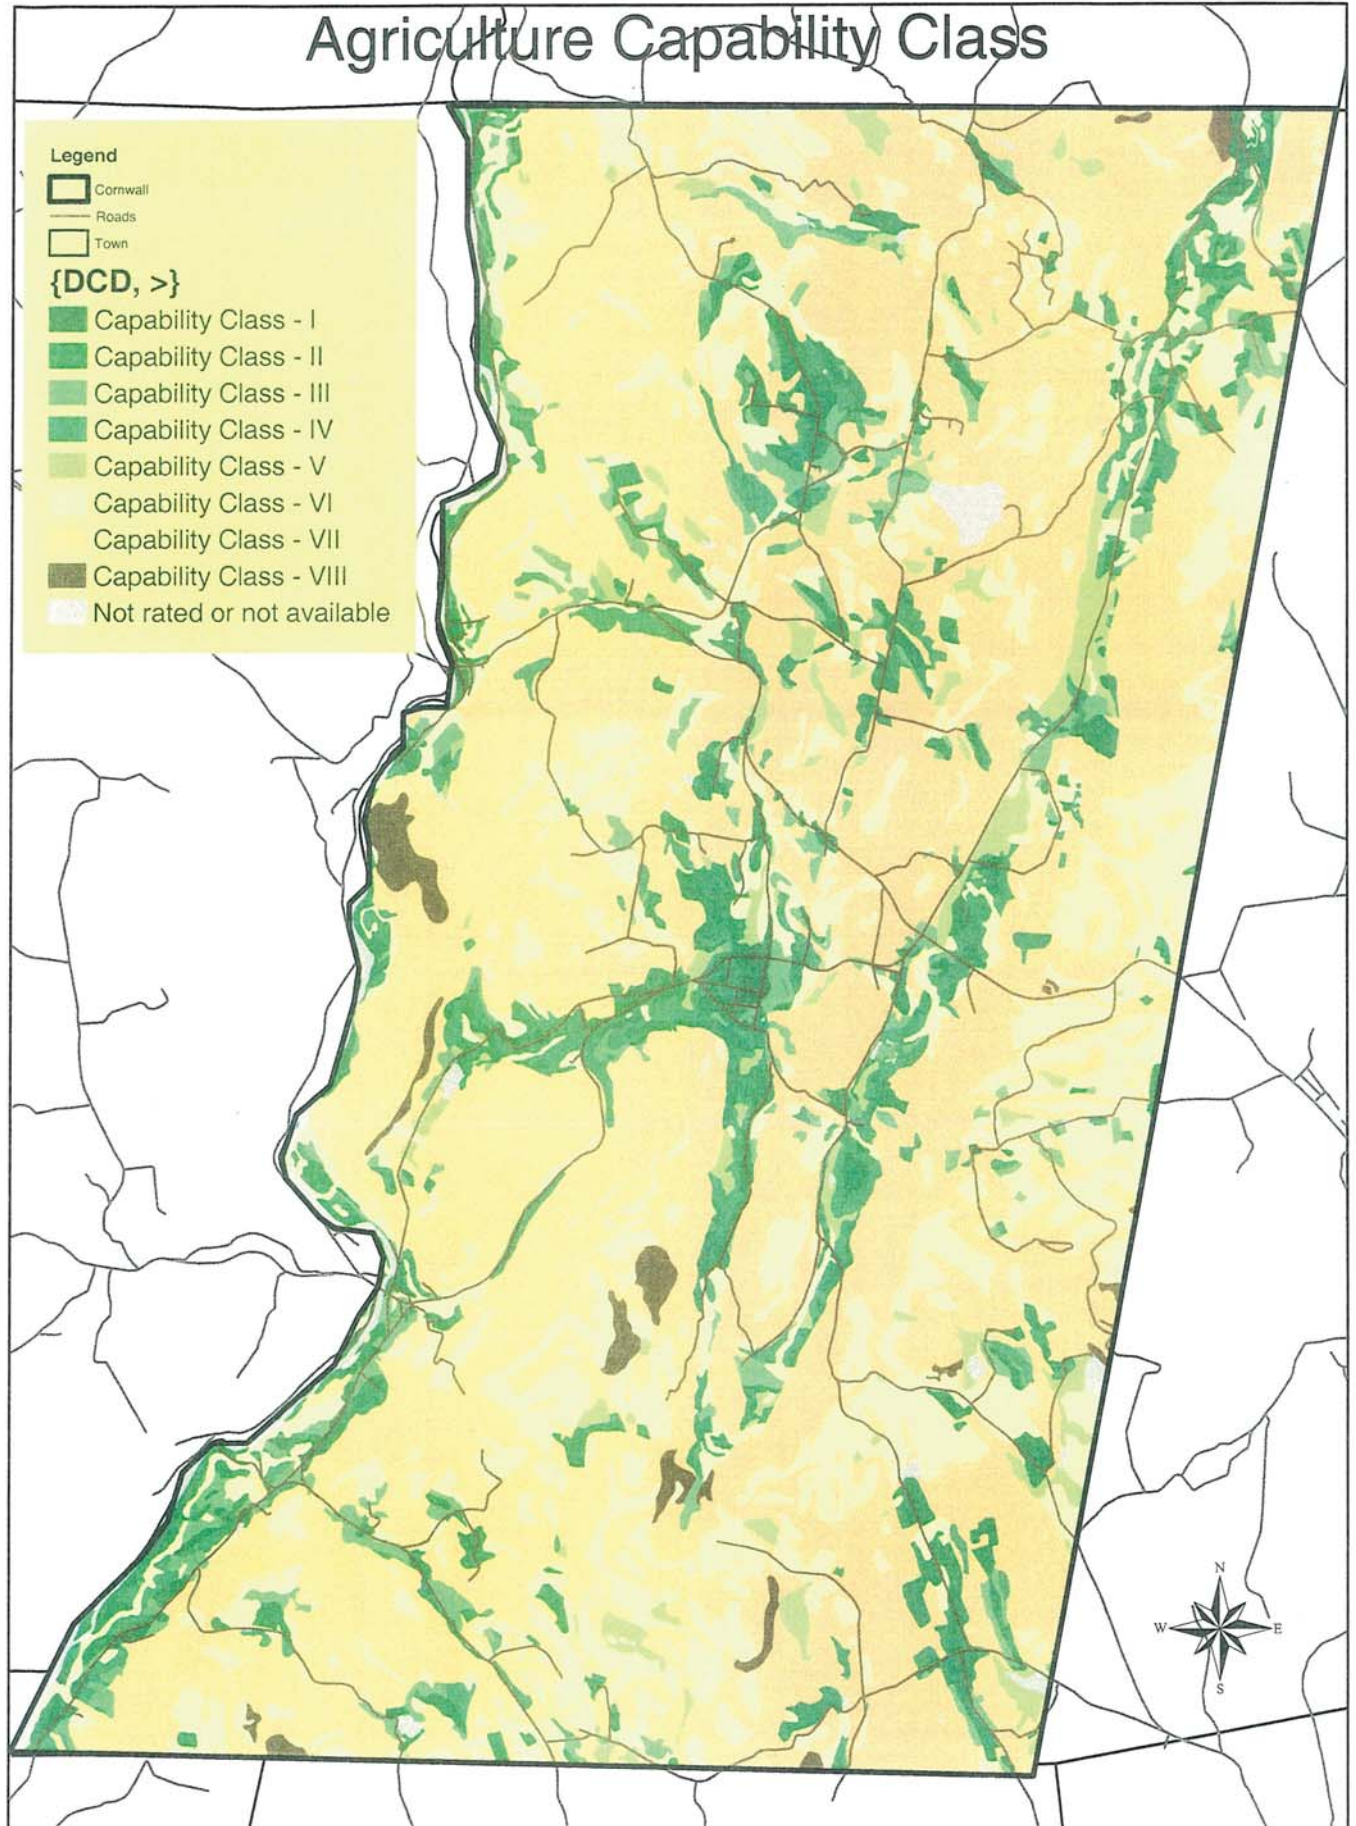 Agriculture Capability Class
Legend
Cornwall
Roads
Town
{DCD, >}
Capability Class - I
Capability Class - II
Capability Class - III
Capability Class - IV
Capability Class - V
Capability Class - VI
Capability Class - VII
Capability Class - VIII
Not rated or not available
N
W E
S